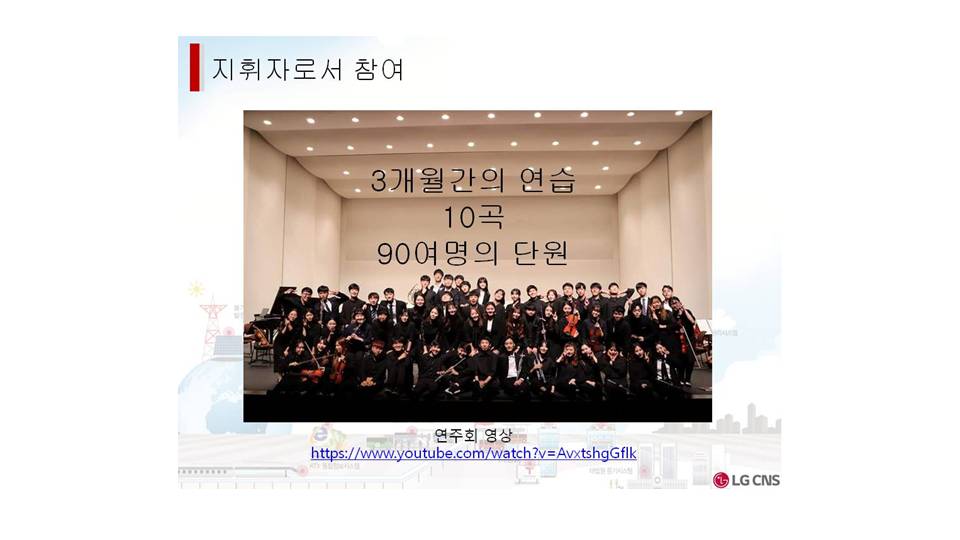 지휘자로서 참여
3개월간의 연습
10곡
90여명의 단원
연주회 영상
https://www.youtube.com/watch?v=AvxtshgGflk
LG CNS